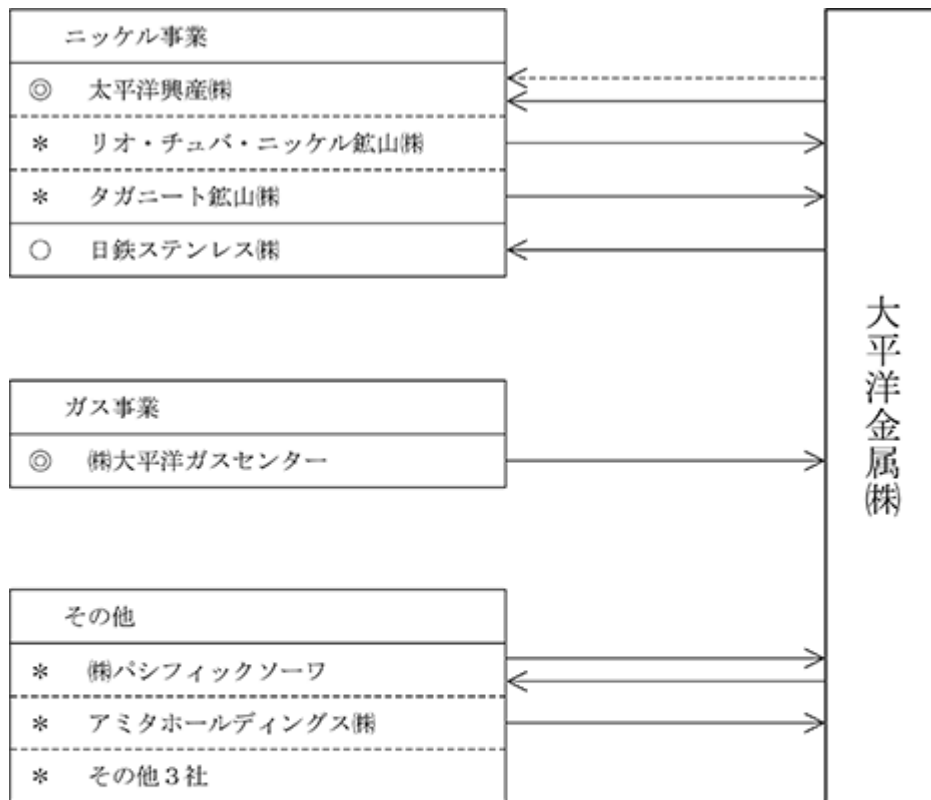 ニッケル事業
◎ 太平洋興産㈱
＊ リオ・チュバ・ニッケル鉱山㈱
＊ タガニート鉱山㈱
○ 日鉄ステンレス㈱
ガス事業
◎ ㈱大平洋ガスセンター
その他
＊ ㈱パシフィックソーワ
＊ アミタホールディングス㈱
＊ その他３社
大平洋金属㈱